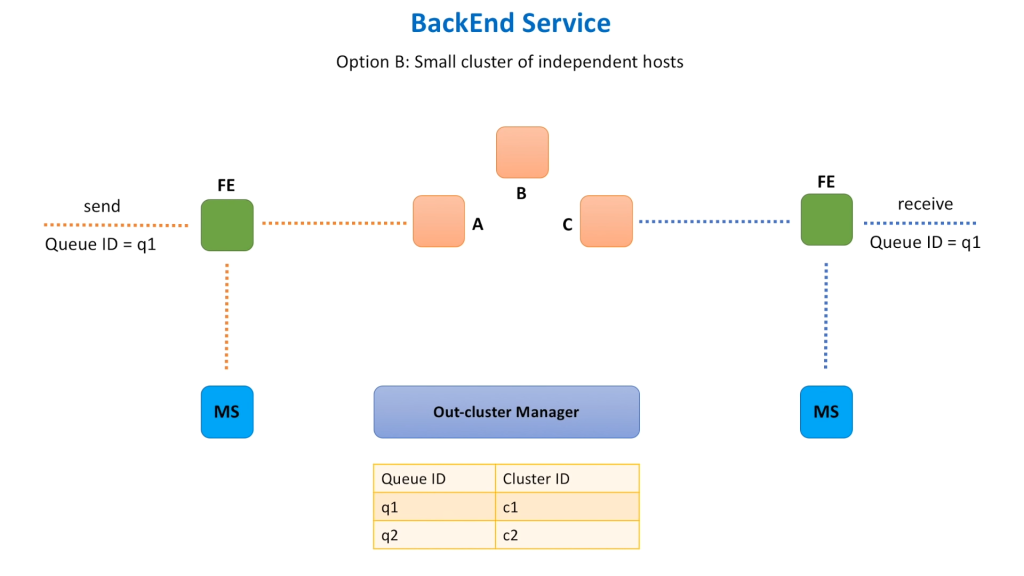 BackEnd Service
Option B: Small cluster of independent hosts
B
FE
FE
send
A
C
receive
Queue ID = q1
Queue ID = q1
MS
Out-cluster Manager
MS
Queue ID Cluster ID
q1 c1
q2 c2